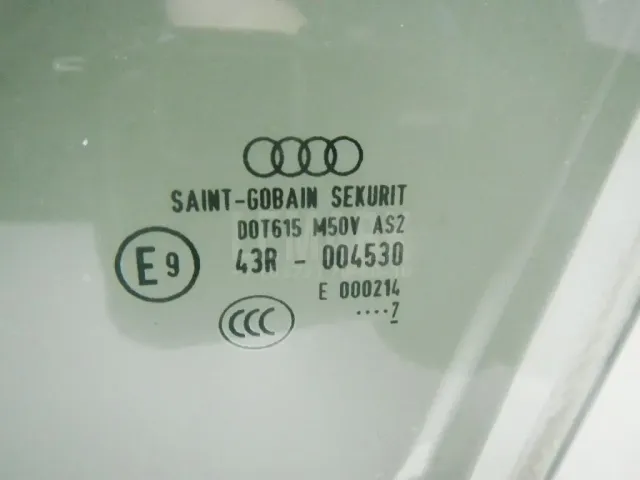 SAINT-GOBAIN SEKURIT
DOT615 M50V AS2
E9
43R - 004530
E 000214
....7
CCC